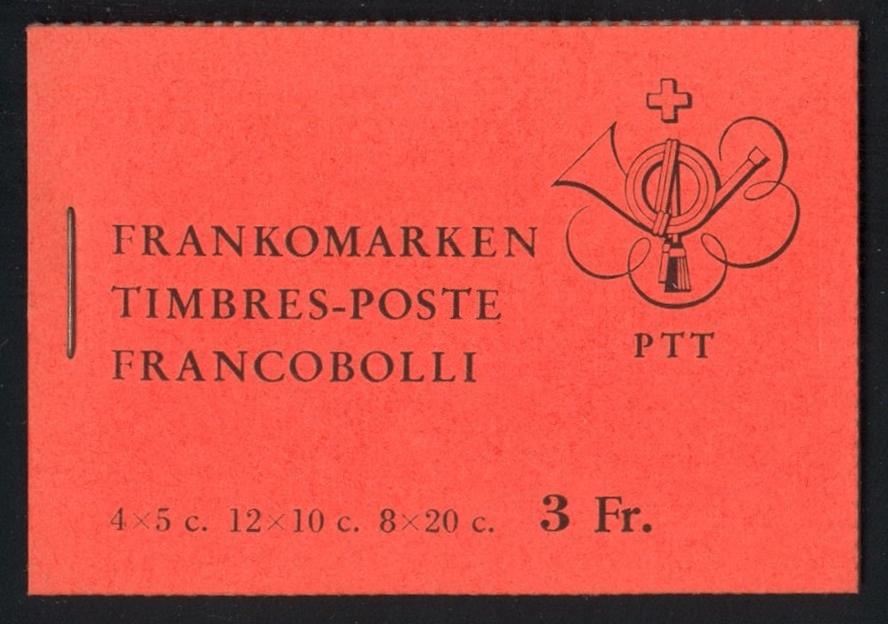 FRANKOMARKEN
TIMBRES-POSTE
FRANCOBOLLI
PTT
4×5 c. 12×10 c. 8×20 c. 3 Fr.